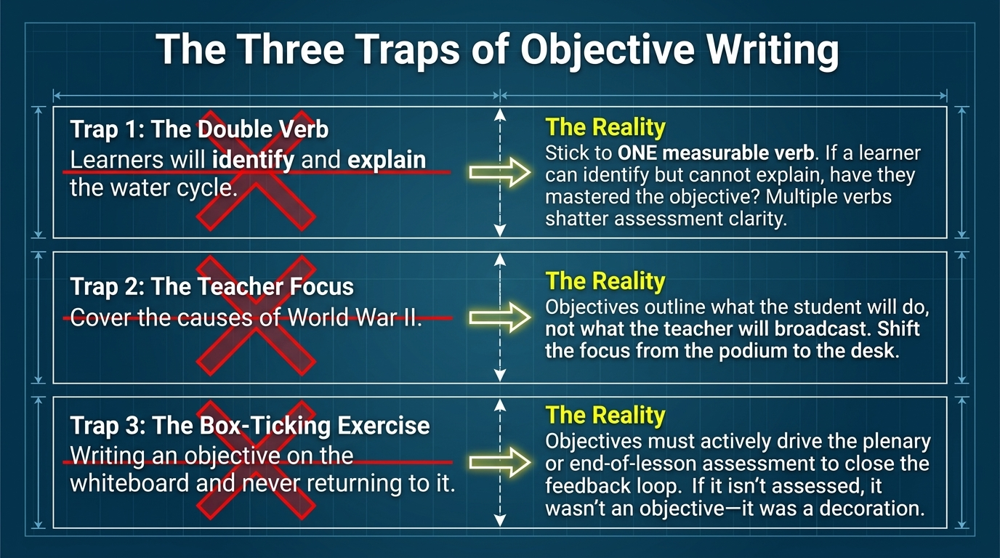 The Three Traps of Objective Writing
Trap 1: The Double Verb
Learners will identify and explain
the water cycle.
The Reality
Stick to ONE measurable verb. If a learner
can identify but cannot explain, have they
mastered the objective? Multiple verbs
shatter assessment clarity.
Trap 2: The Teacher Focus
Cover the causes of World War II.
The Reality
Objectives outline what the student will do,
not what the teacher will broadcast. Shift
the focus from the podium to the desk.
Trap 3: The Box-Ticking Exercise
Writing an objective on the
whiteboard and never returning to it.
The Reality
Objectives must actively drive the plenary
or end-of-lesson assessment to close the
feedback loop. If it isn’t assessed, it
wasn’t an objective—it was a decoration.